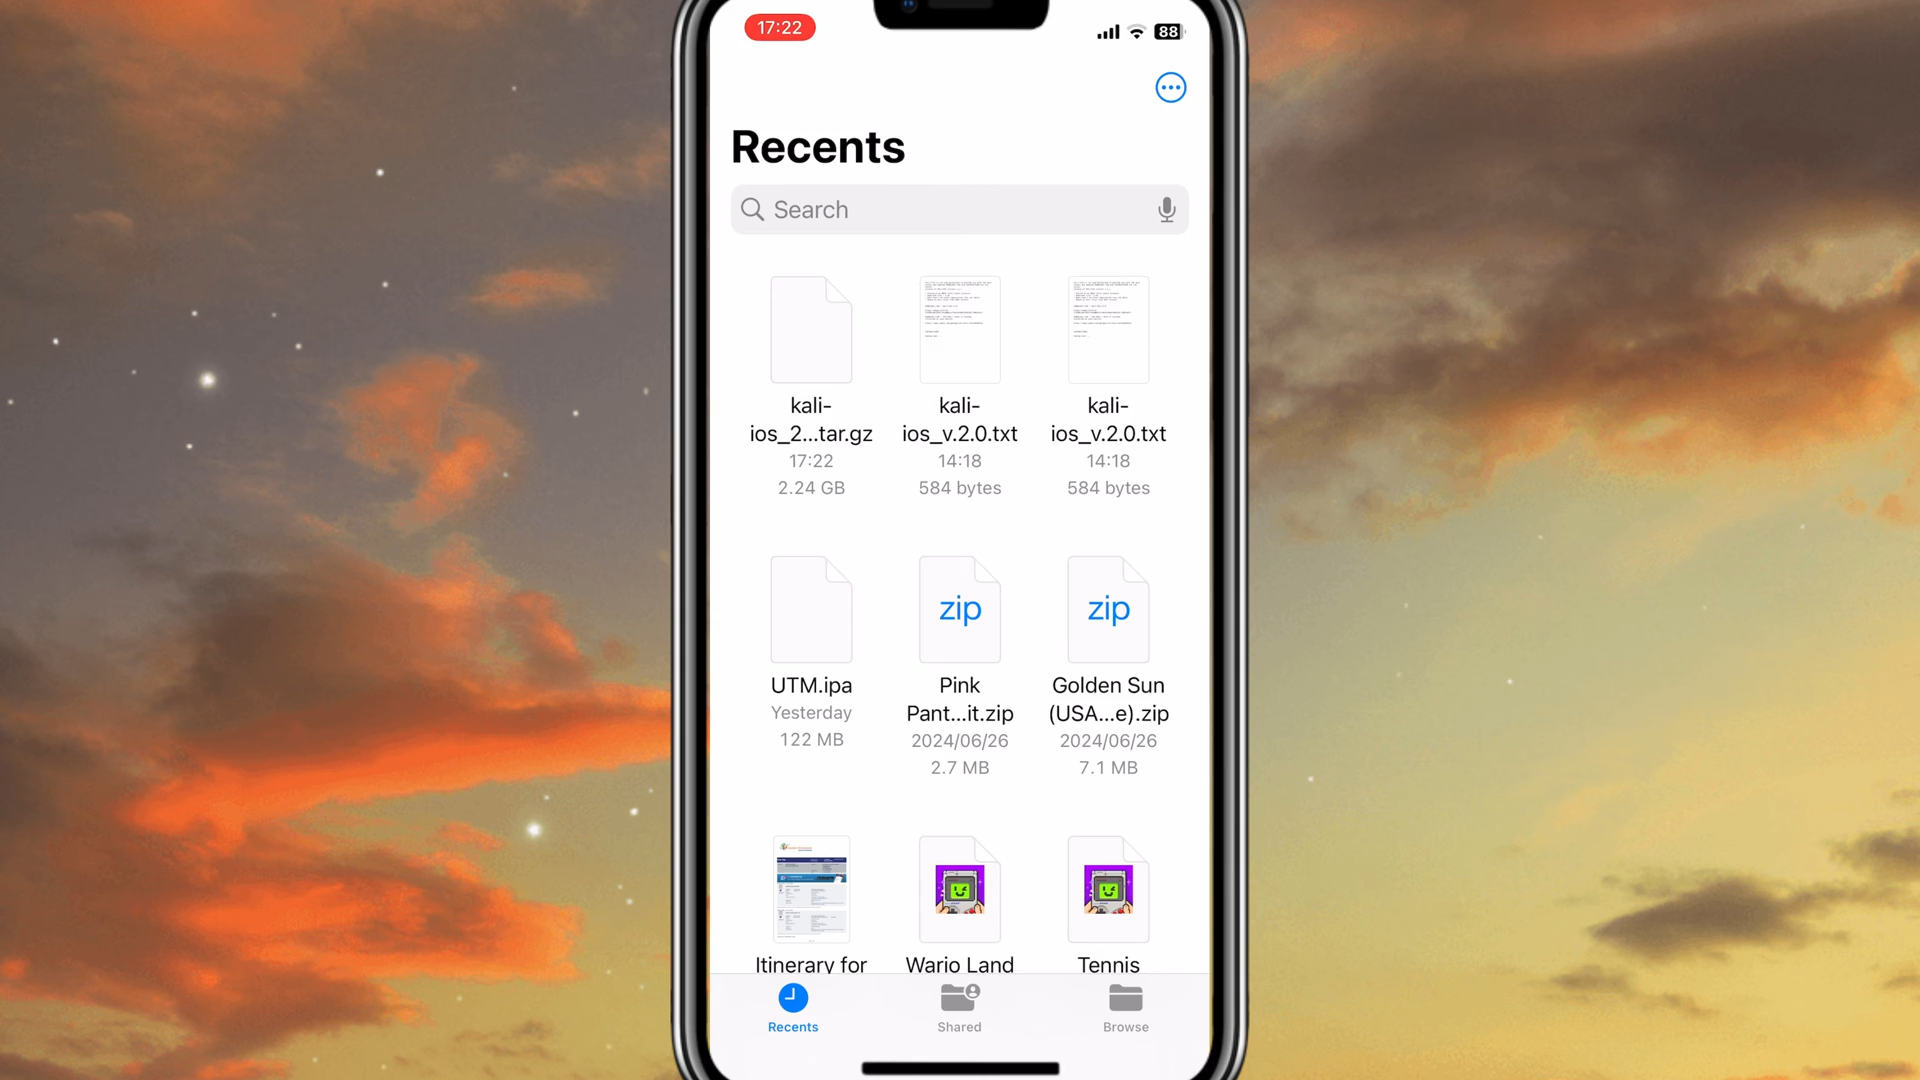 17:22
88
Recents
Search
kali-
ios_2...tar.gz
17:22
2.24 GB
kali-
ios_v.2.0.txt
14:18
584 bytes
kali-
ios_v.2.0.txt
14:18
584 bytes
UTM.ipa
Yesterday
122 MB
zip
Pink
Pant...it.zip
2024/06/26
2.7 MB
zip
Golden Sun
(USA...e).zip
2024/06/26
7.1 MB
Itinerary for
Wario Land
Tennis
Recents
Shared
Browse